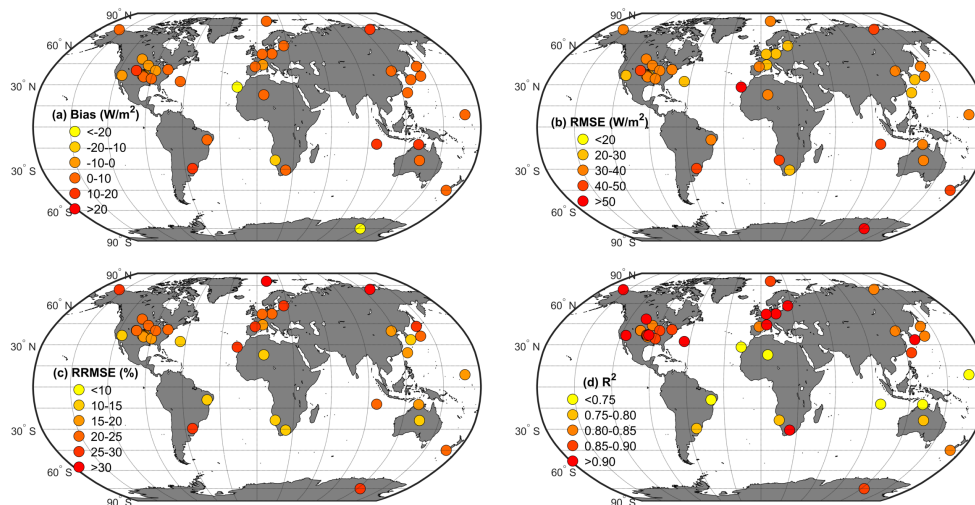 90° N
60° N
30° N
(a) Bias (W/m²)
<-20
-20--10
-10-0
0-10
10-20
>20
30° S
60° S
90° S
90° N
60° N
30° N
(b) RMSE (W/m²)
<20
20-30
30-40
40-50
>50
30° S
60° S
90° S
90° N
60° N
30° N
(c) RRMSE (%)
<10
10-15
15-20
20-25
25-30
>30
30° S
60° S
90° S
90° N
60° N
30° N
(d) R²
<0.75
0.75-0.80
0.80-0.85
0.85-0.90
>0.90
30° S
60° S
90° S